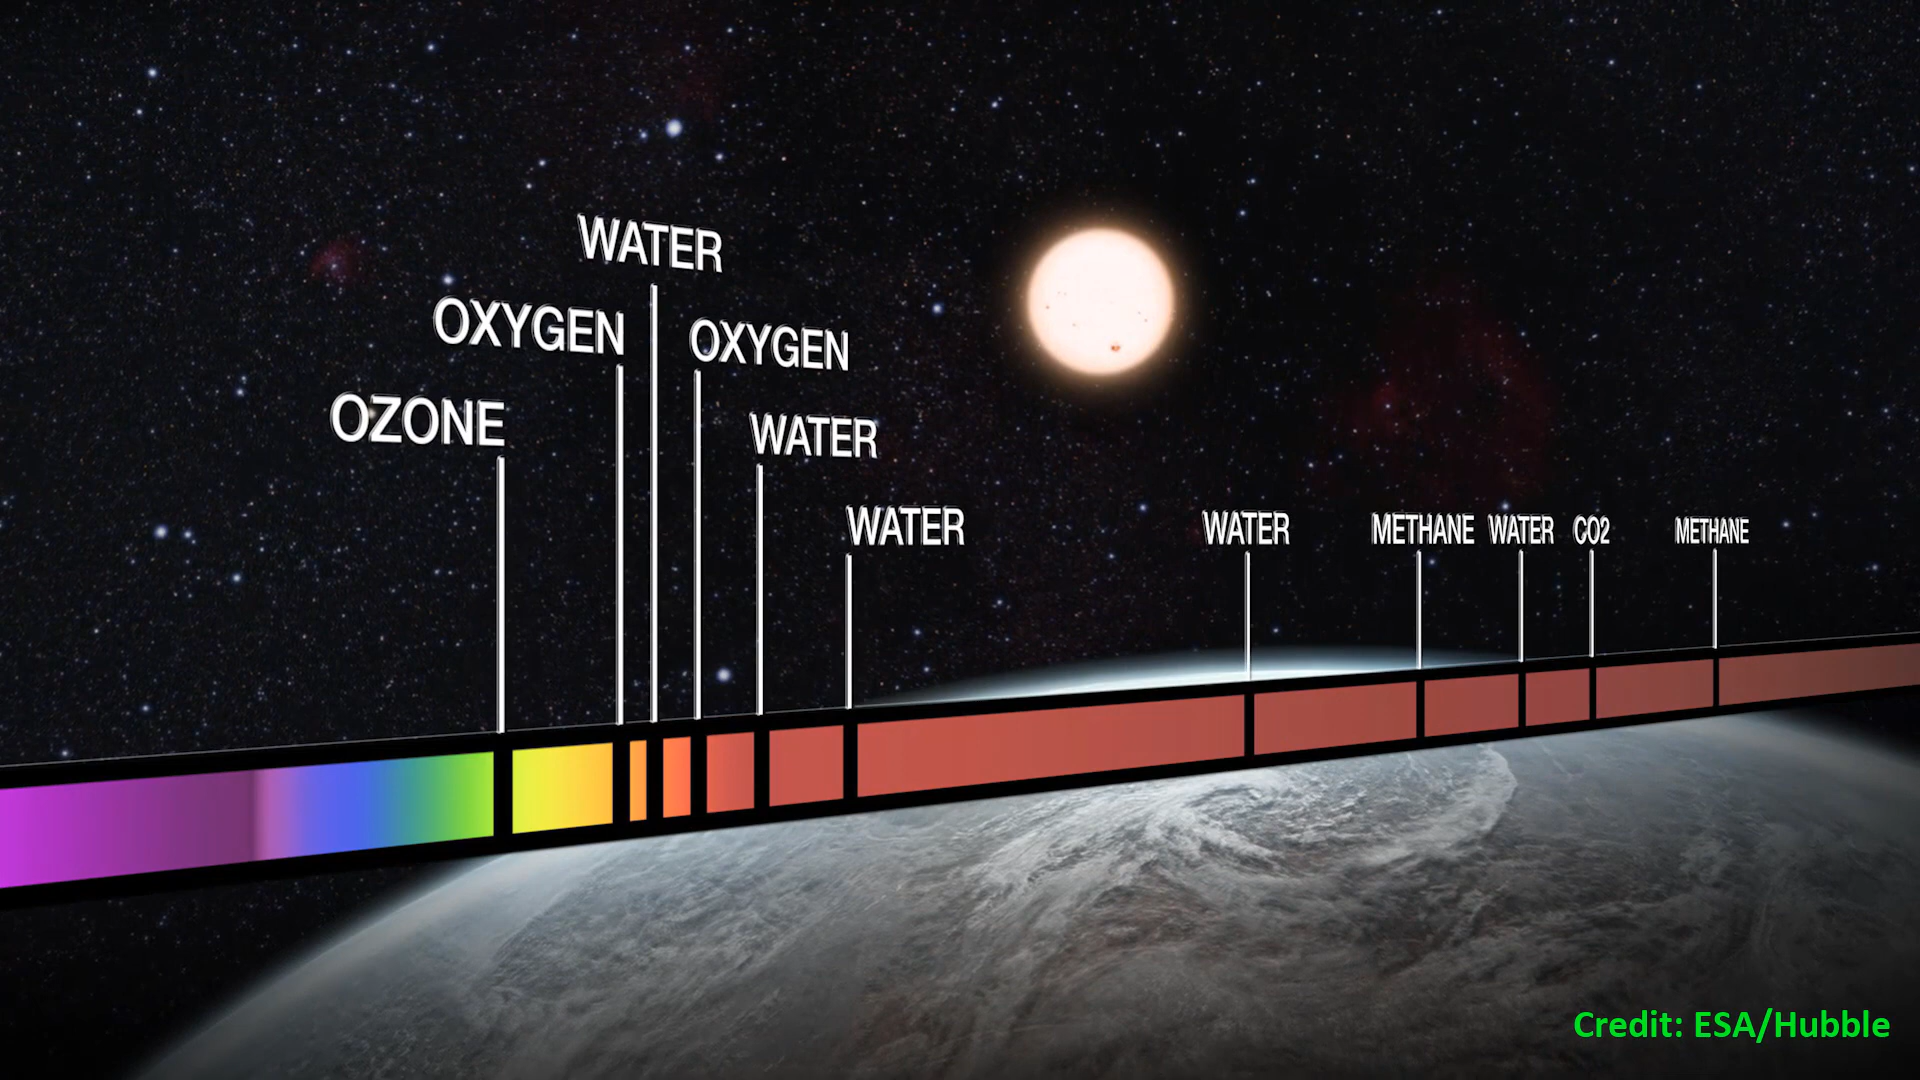 WATER
OXYGEN
OXYGEN
OZONE
WATER
WATER
WATER
METHANE
WATER
CO2
METHANE
Credit: ESA/Hubble